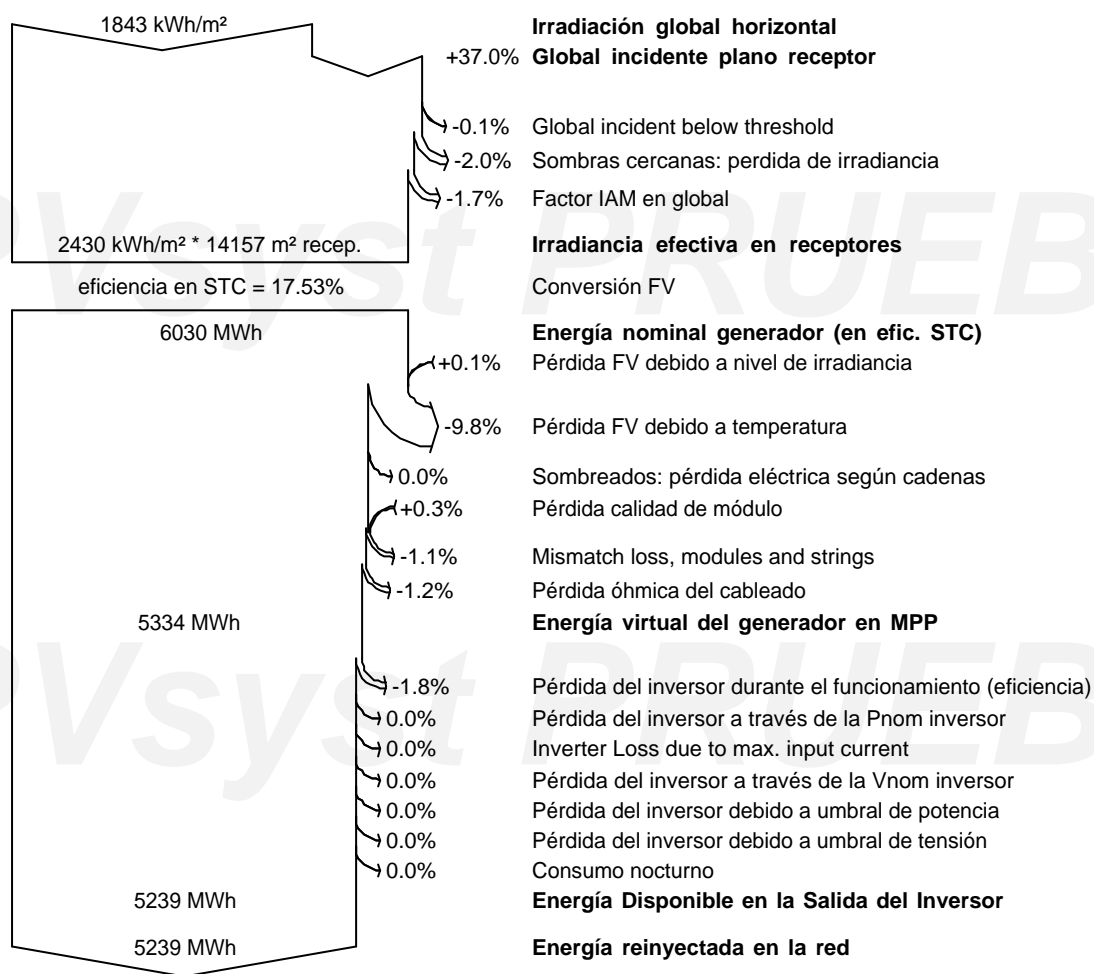 1843 kWh/m² Irradiación global horizontal
+37.0% Global incidente plano receptor
-0.1% Global incident below threshold
-2.0% Sombras cercanas: perdida de irradiancia
-1.7% Factor IAM en global
2430 kWh/m² * 14157 m² recep. Irradiancia efectiva en receptores
eficiencia en STC = 17.53% Conversión FV
6030 MWh Energía nominal generador (en efic. STC)
+0.1% Pérdida FV debido a nivel de irradiancia
-9.8% Pérdida FV debido a temperatura
0.0% Sombreados: pérdida eléctrica según cadenas
+0.3% Pérdida calidad de módulo
-1.1% Mismatch loss, modules and strings
-1.2% Pérdida óhmica del cableado
5334 MWh Energía virtual del generador en MPP
-1.8% Pérdida del inversor durante el funcionamiento (eficiencia)
0.0% Pérdida del inversor a través de la Pnom inversor
0.0% Inverter Loss due to max. input current
0.0% Pérdida del inversor a través de la Vnom inversor
0.0% Pérdida del inversor debido a umbral de potencia
0.0% Pérdida del inversor debido a umbral de tensión
0.0% Consumo nocturno
5239 MWh Energía Disponible en la Salida del Inversor
5239 MWh Energía reinyectada en la red
PVsyst PRUEB
PVsyst PRUEB